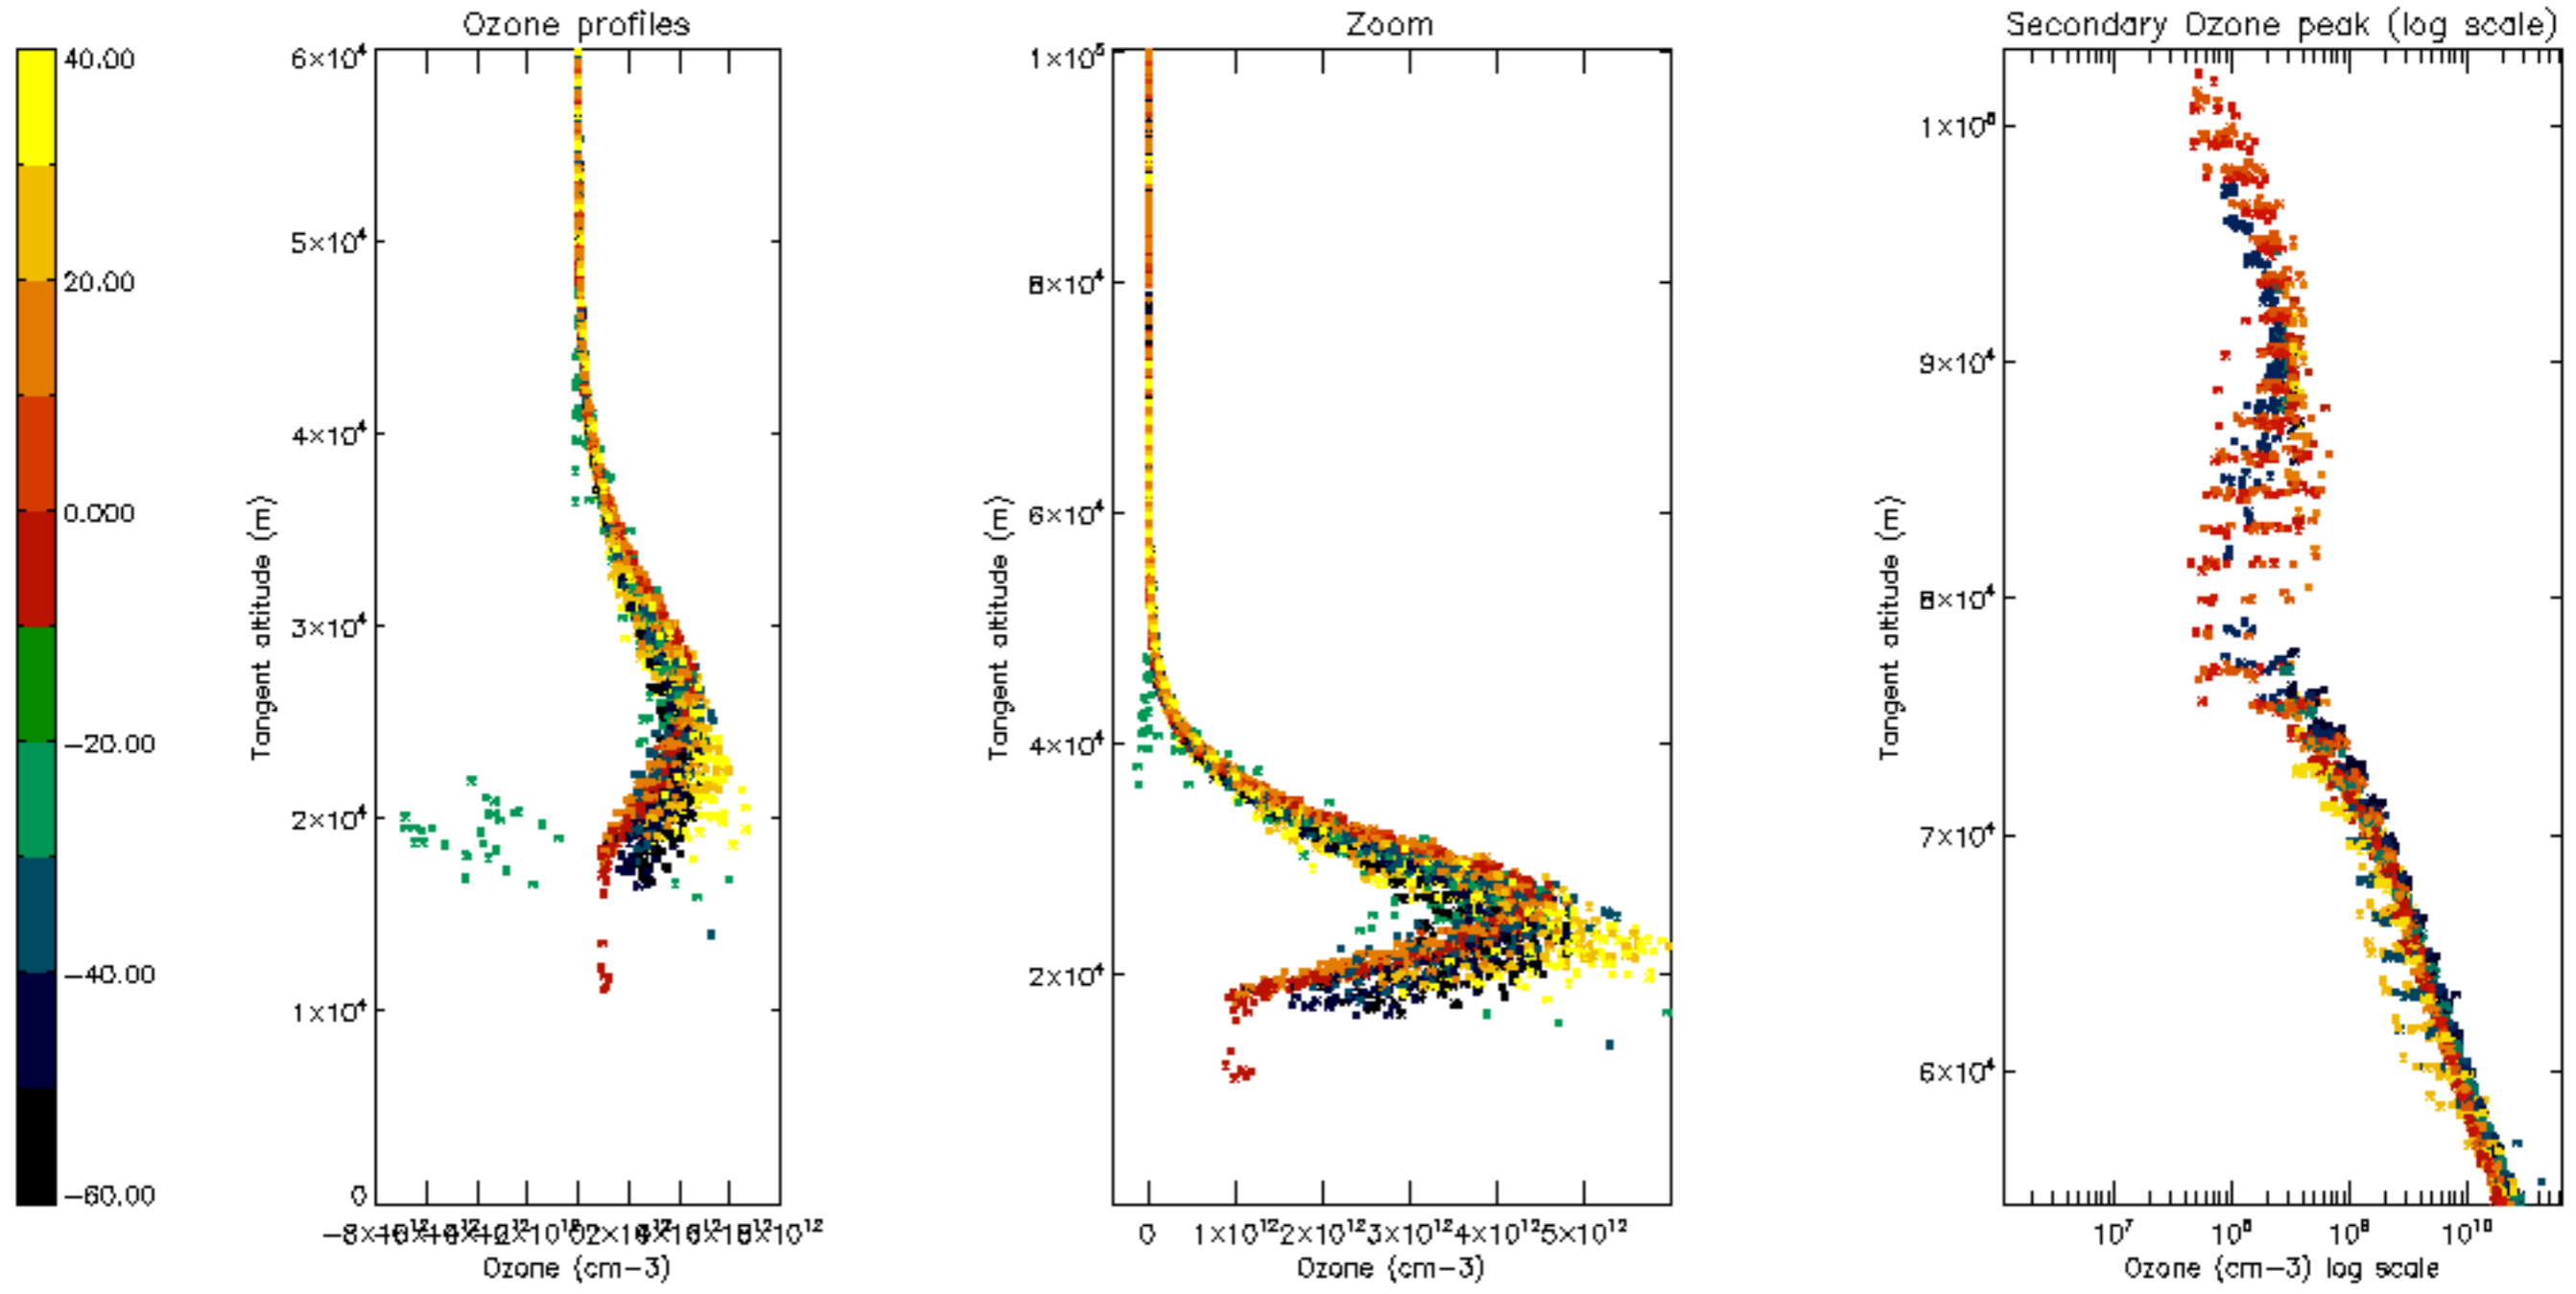 Ozone profiles
Zoom
Secondary Ozone peak (log scale)
40.00
20.00
0.000
−20.00
−40.00
−60.00
Tangent altitude (m)
6×10⁴
5×10⁴
4×10⁴
3×10⁴
2×10⁴
1×10⁴
0
8×10¹²
Ozone (cm−3)
Tangent altitude (m)
1×10⁵
8×10⁴
6×10⁴
4×10⁴
2×10⁴
0 1×10¹² 2×10¹² 3×10¹² 4×10¹² 5×10¹²
Ozone (cm−3)
Tangent altitude (m)
1×10⁵
9×10⁴
8×10⁴
7×10⁴
6×10⁴
10⁷ 10⁸ 10⁹ 10¹⁰
Ozone (cm−3) log scale